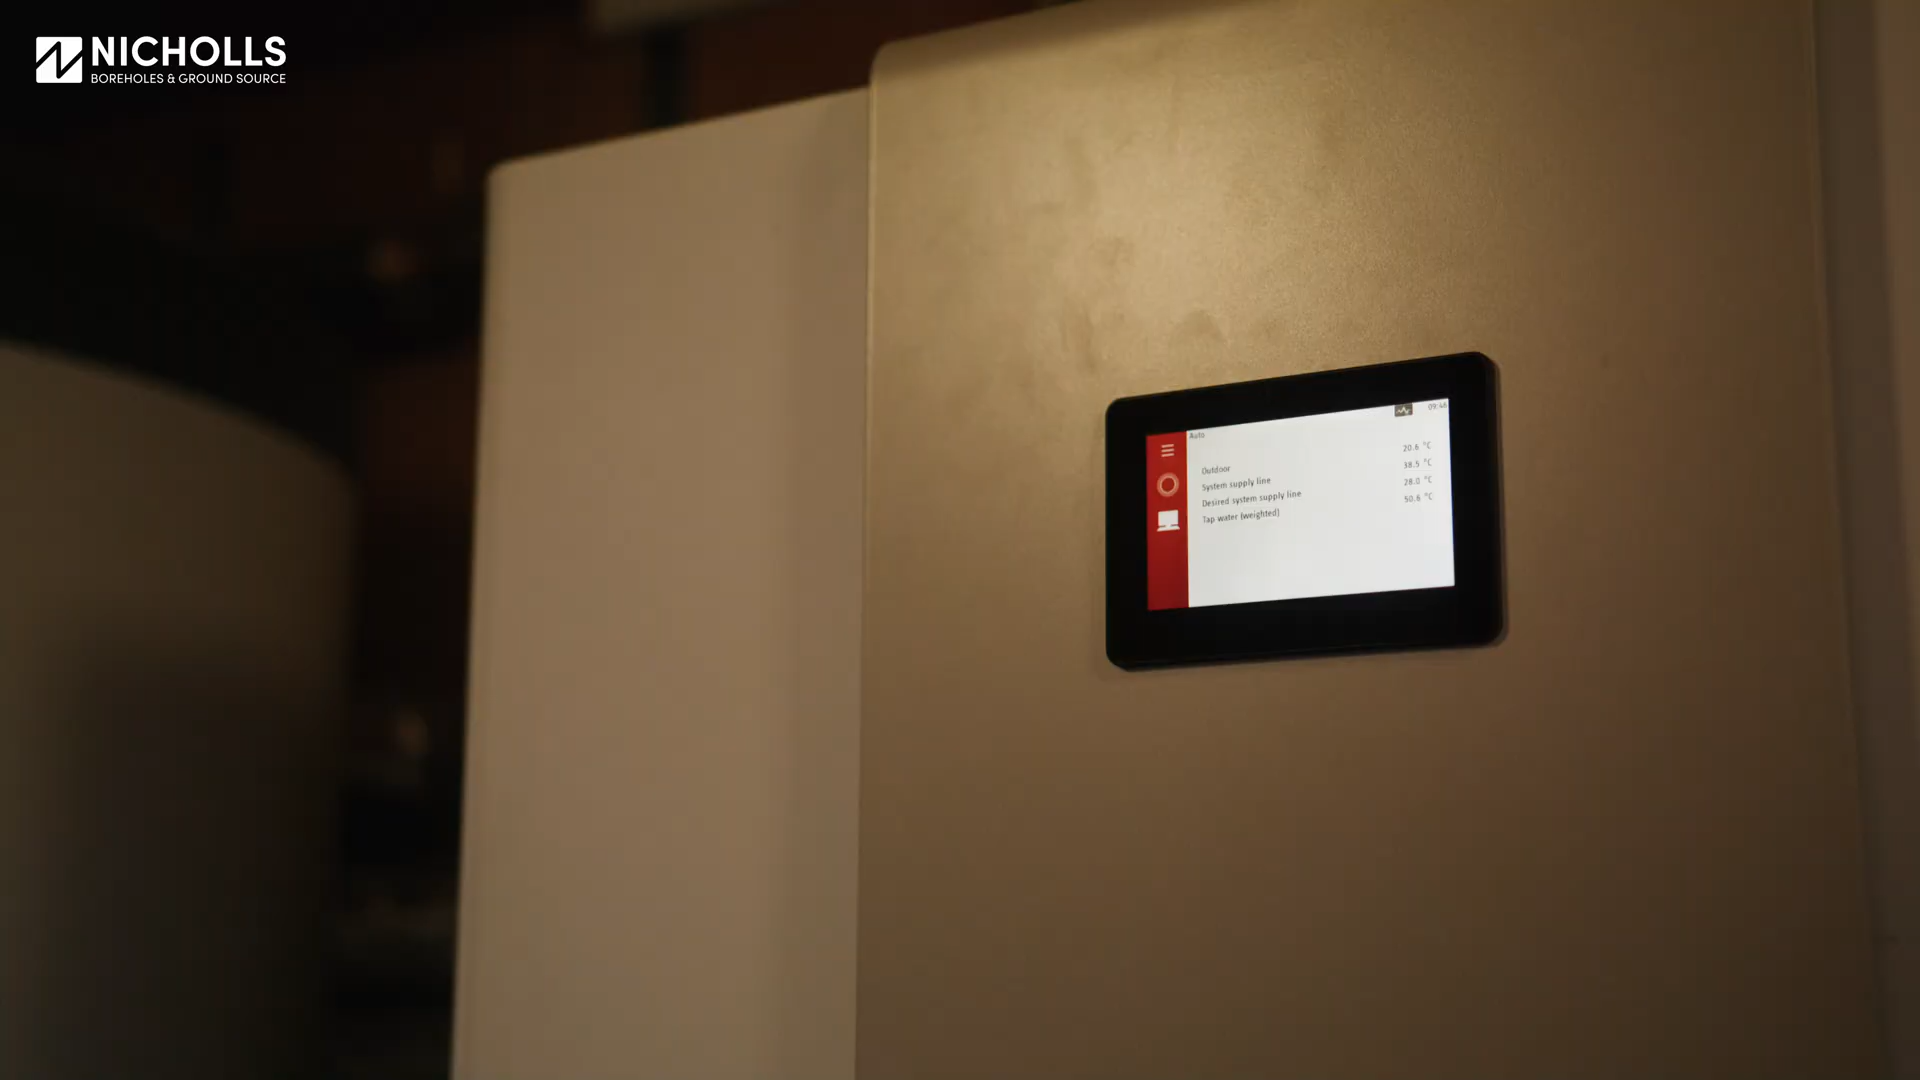 NICHOLLS
BOREHOLES & GROUND SOURCE
09:46
Auto
Outdoor 20.6 °C
System supply line 38.5 °C
Desired system supply line 28.0 °C
Tap water (weighted) 50.6 °C